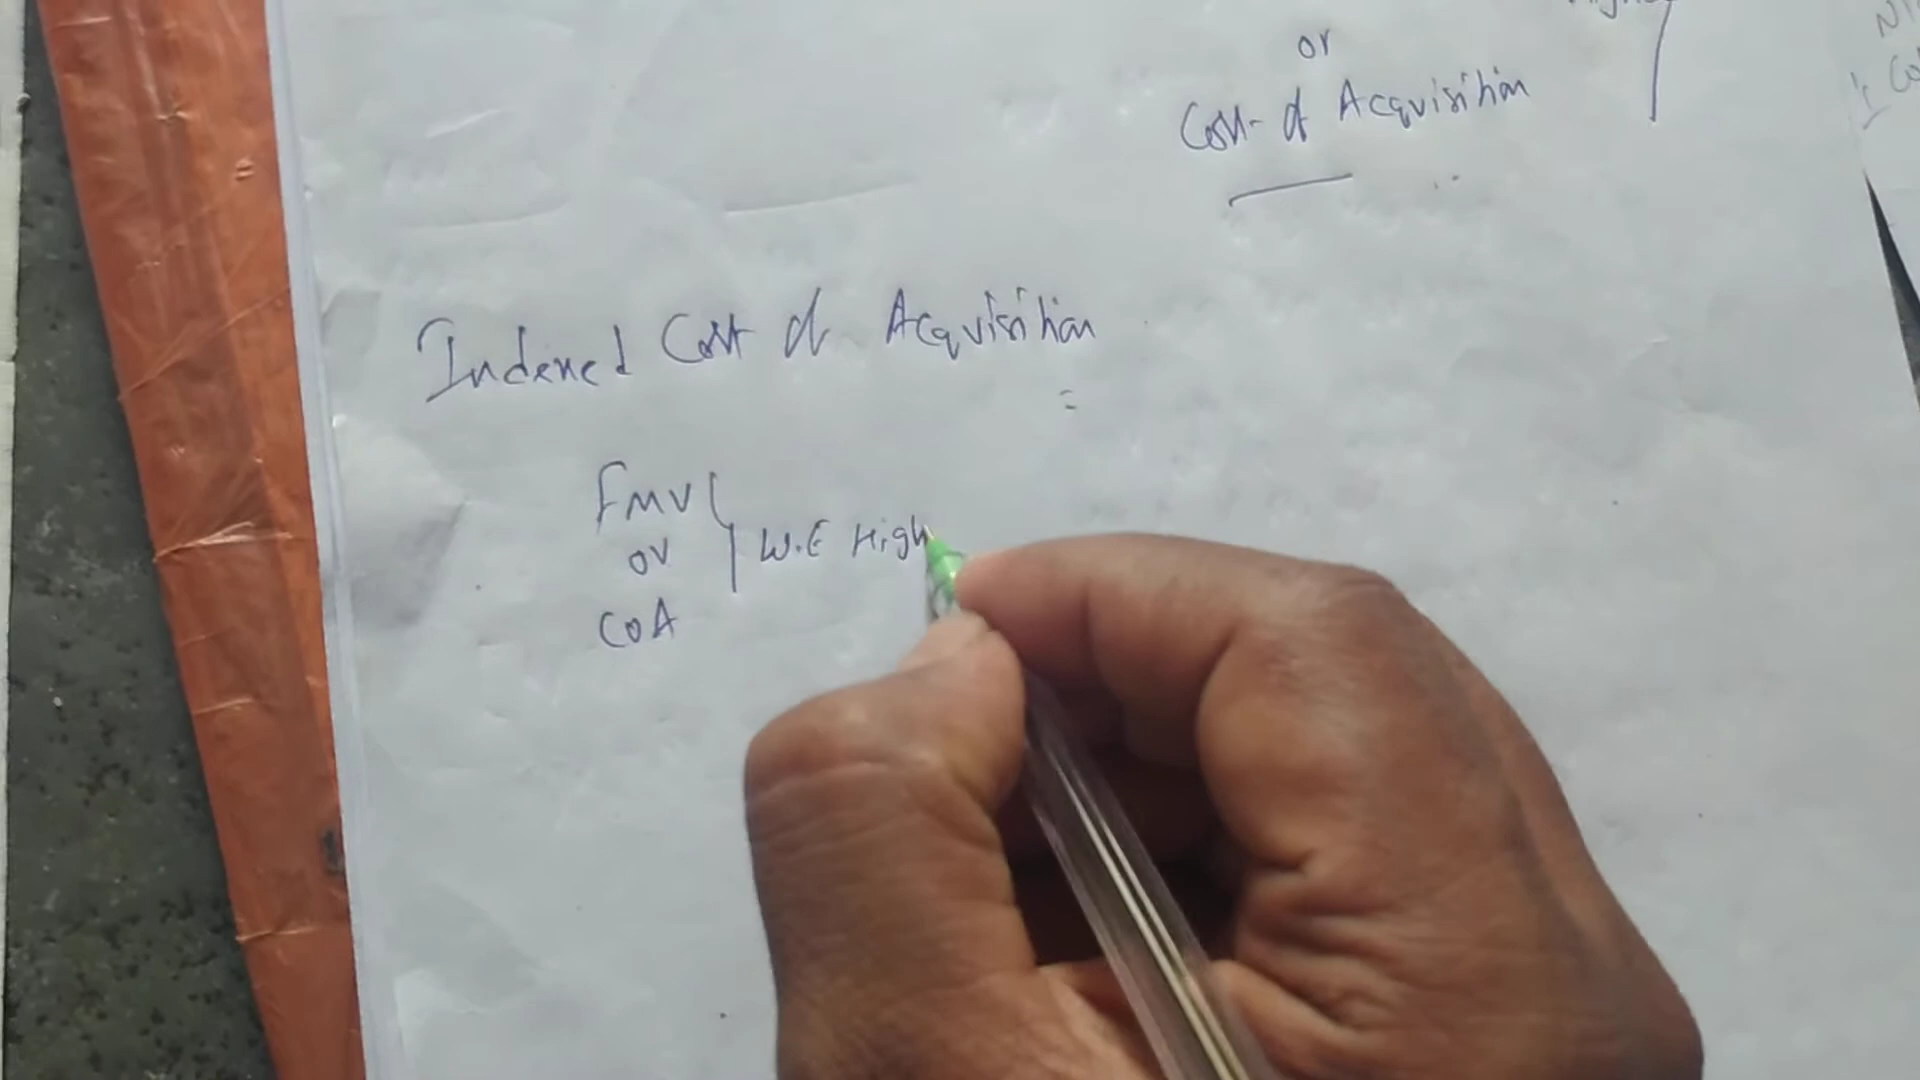 or
Cost of Acquisition
Indexed Cost of Acquisition
=
FMV
or
W.E High
COA